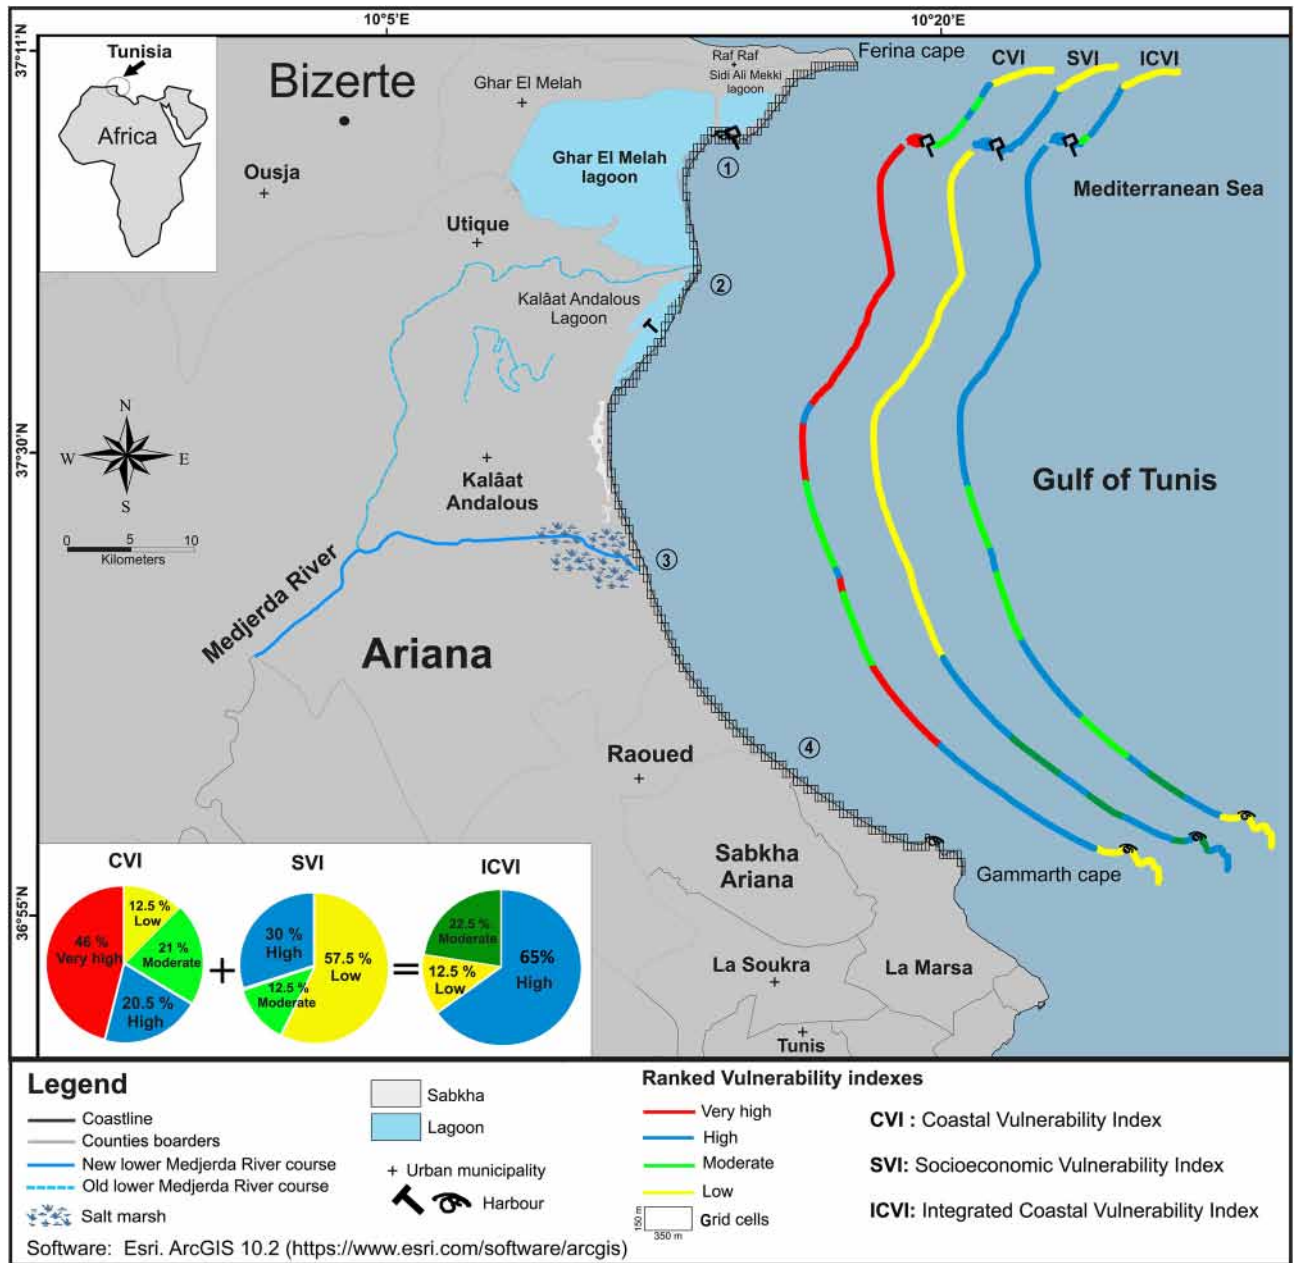 10°5'E
10°20'E
37°11'N
37°30'N
36°55'N
Tunisia
Africa
Bizerte
Raf Raf
Ferina cape
Sidi Ali Mekki
lagoon
Ghar El Melah
CVI
SVI
ICVI
Ghar El Melah
lagoon
①
Mediterranean Sea
Ousja
Utique
②
Kalâat Andalous
Lagoon
N
W
E
S
0
5
10
Kilometers
Kalâat
Andalous
Gulf of Tunis
③
Medjerda River
Ariana
④
Raoued
Sabkha
Ariana
Gammarth cape
La Soukra
La Marsa
Tunis
CVI
SVI
ICVI
12.5 %
Low
46 %
Very high
21 %
Moderate
20.5 %
High
+
30 %
High
57.5 %
Low
12.5 %
Moderate
=
22.5 %
Moderate
12.5 %
Low
65%
High
Legend
Coastline
Counties boarders
New lower Medjerda River course
Old lower Medjerda River course
Salt marsh
Sabkha
Lagoon
+ Urban municipality
Harbour
Ranked Vulnerability indexes
Very high
High
Moderate
Low
150 m
350 m
Grid cells
CVI : Coastal Vulnerability Index
SVI: Socioeconomic Vulnerability Index
ICVI: Integrated Coastal Vulnerability Index
Software: Esri. ArcGIS 10.2 (https://www.esri.com/software/arcgis)